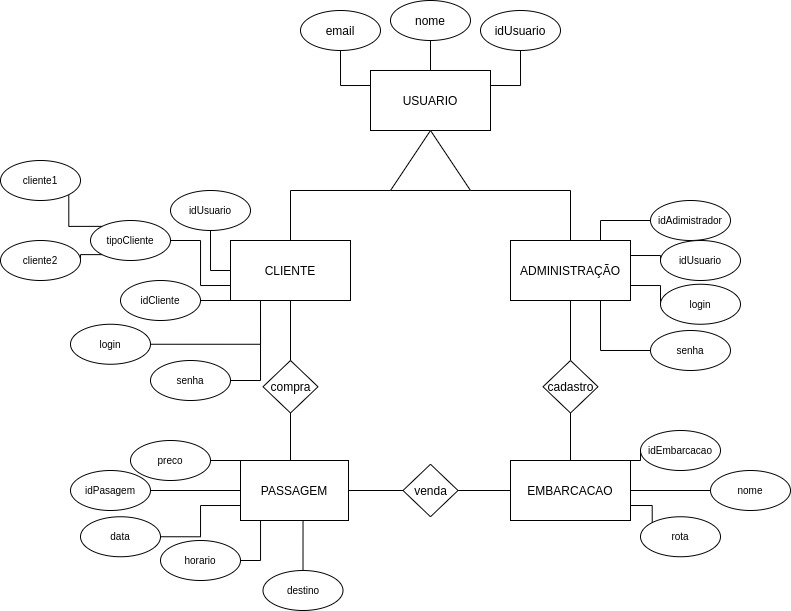 nome
email
idUsuario
USUARIO
cliente1
idUsuario
idAdimistrador
tipoCliente
cliente2
CLIENTE
ADMINISTRAÇÃO
idUsuario
idCliente
login
login
senha
senha
compra
cadastro
idEmbarcacao
preco
idPasagem
PASSAGEM
venda
EMBARCACAO
nome
data
rota
horario
destino